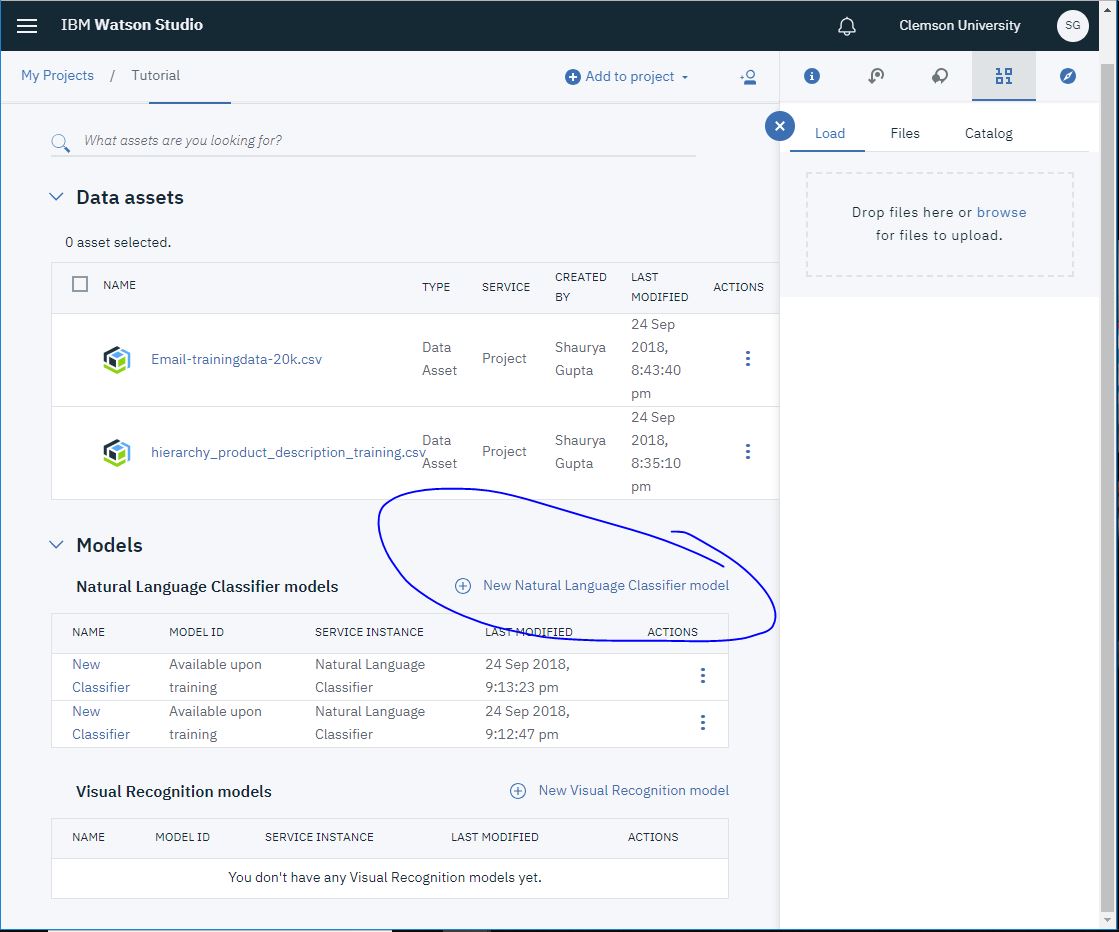 IBM Watson Studio
Clemson University
SG
My Projects / Tutorial
Add to project
What assets are you looking for?
Data assets
0 asset selected.
NAME TYPE SERVICE CREATED BY LAST MODIFIED ACTIONS
Email-trainingdata-20k.csv Data Asset Project Shaurya Gupta 24 Sep 2018, 8:43:40 pm
hierarchy_product_description_training.csv Data Asset Project Shaurya Gupta 24 Sep 2018, 8:35:10 pm
Models
Natural Language Classifier models
New Natural Language Classifier model
NAME MODEL ID SERVICE INSTANCE LAST MODIFIED ACTIONS
New Classifier Available upon training Natural Language Classifier 24 Sep 2018, 9:13:23 pm
New Classifier Available upon training Natural Language Classifier 24 Sep 2018, 9:12:47 pm
Visual Recognition models
New Visual Recognition model
NAME MODEL ID SERVICE INSTANCE LAST MODIFIED ACTIONS
You don't have any Visual Recognition models yet.
Load Files Catalog
Drop files here or browse
for files to upload.